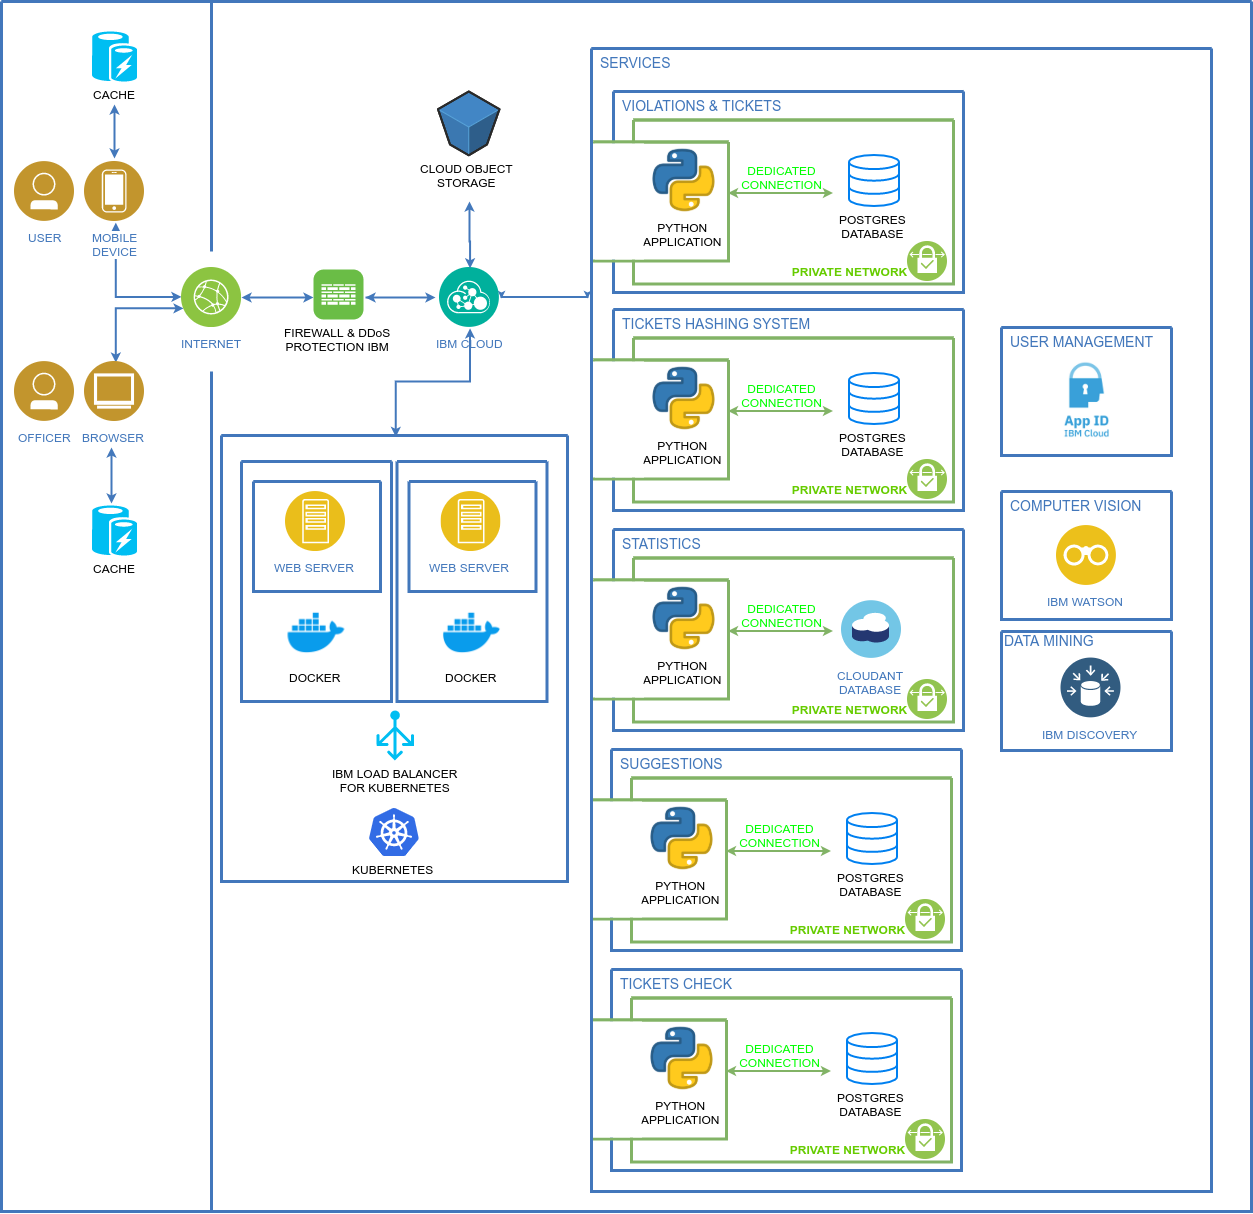 CACHE
USER
MOBILE
DEVICE
INTERNET
OFFICER
BROWSER
CACHE
CLOUD OBJECT
STORAGE
FIREWALL & DDoS
PROTECTION IBM
IBM CLOUD
WEB SERVER
DOCKER
WEB SERVER
DOCKER
IBM LOAD BALANCER
FOR KUBERNETES
KUBERNETES
SERVICES
VIOLATIONS & TICKETS
PYTHON
APPLICATION
DEDICATED
CONNECTION
POSTGRES
DATABASE
PRIVATE NETWORK
TICKETS HASHING SYSTEM
PYTHON
APPLICATION
DEDICATED
CONNECTION
POSTGRES
DATABASE
PRIVATE NETWORK
STATISTICS
PYTHON
APPLICATION
DEDICATED
CONNECTION
CLOUDANT
DATABASE
PRIVATE NETWORK
SUGGESTIONS
PYTHON
APPLICATION
DEDICATED
CONNECTION
POSTGRES
DATABASE
PRIVATE NETWORK
TICKETS CHECK
PYTHON
APPLICATION
DEDICATED
CONNECTION
POSTGRES
DATABASE
PRIVATE NETWORK
USER MANAGEMENT
App ID
IBM Cloud
COMPUTER VISION
IBM WATSON
DATA MINING
IBM DISCOVERY